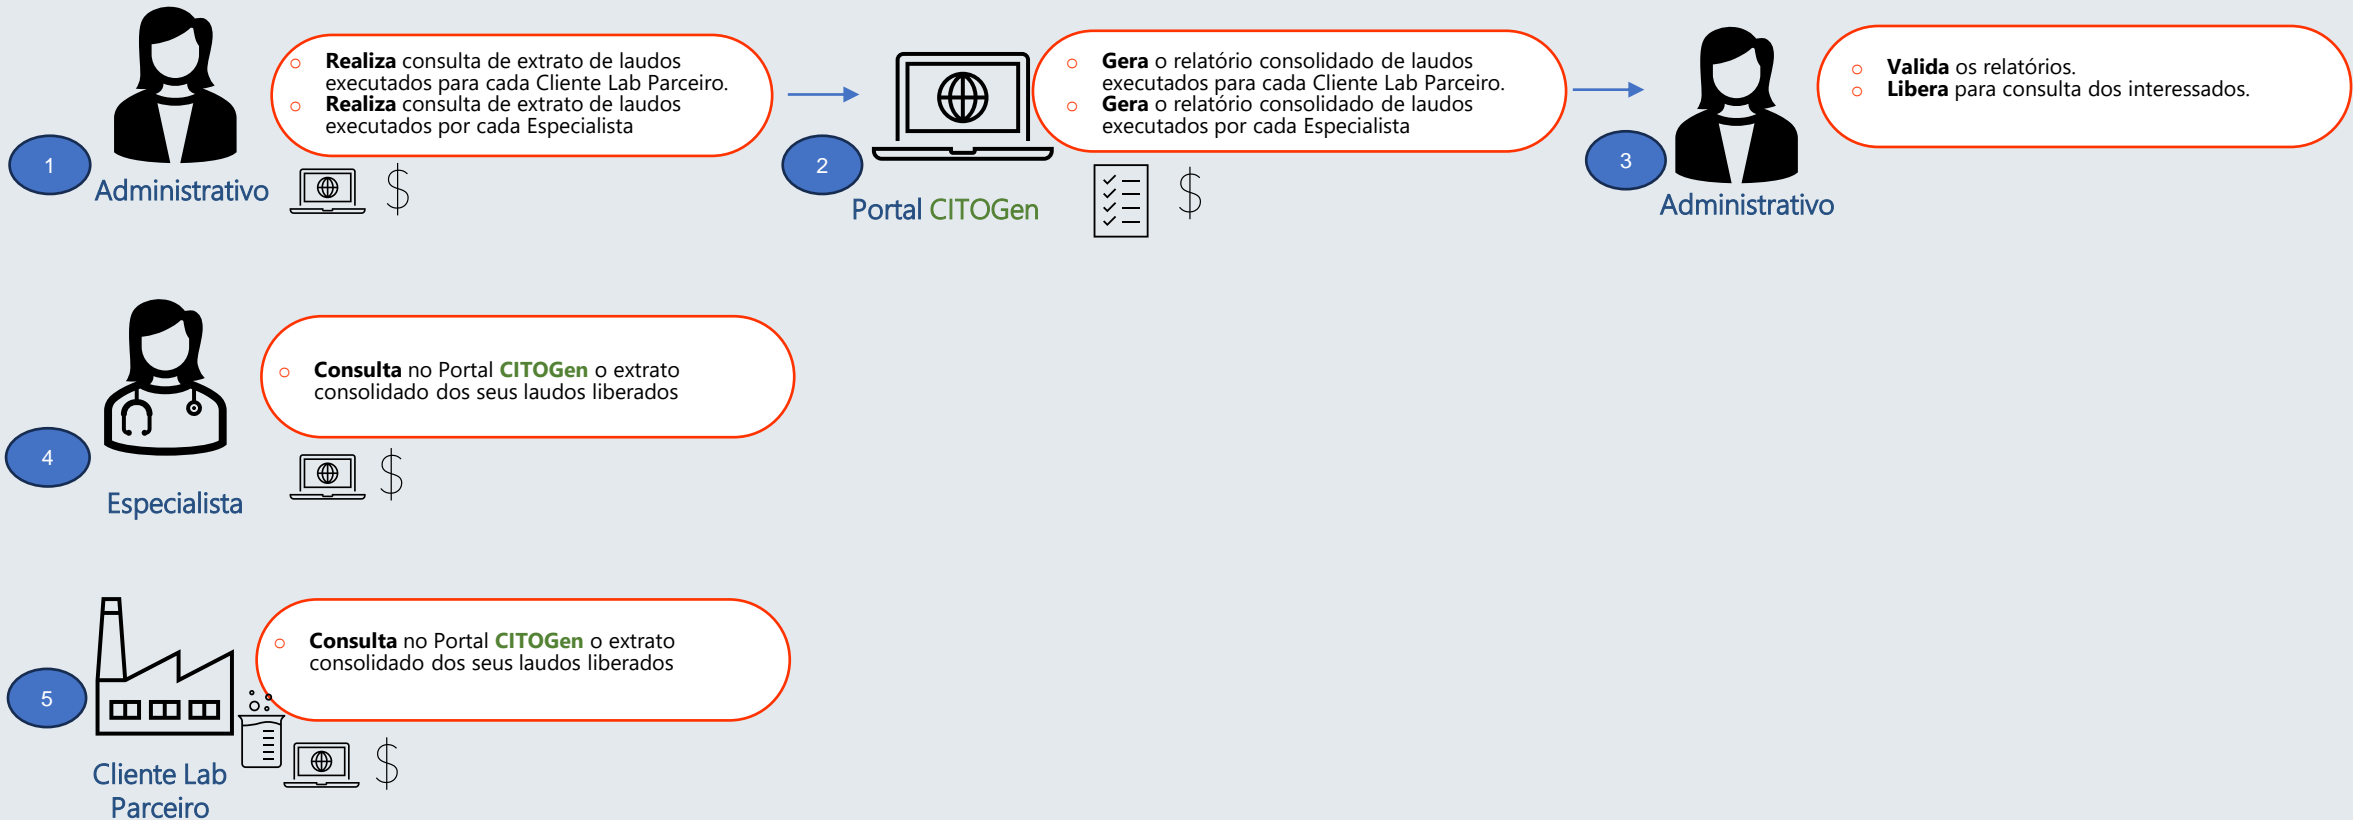 1
Administrativo
○ Realiza consulta de extrato de laudos
executados para cada Cliente Lab Parceiro.
○ Realiza consulta de extrato de laudos
executados por cada Especialista
$
2
Portal CITOGen
○ Gera o relatório consolidado de laudos
executados para cada Cliente Lab Parceiro.
○ Gera o relatório consolidado de laudos
executados por cada Especialista
$
3
Administrativo
○ Valida os relatórios.
○ Libera para consulta dos interessados.
4
Especialista
○ Consulta no Portal CITOGen o extrato
consolidado dos seus laudos liberados
$
5
Cliente Lab
Parceiro
○ Consulta no Portal CITOGen o extrato
consolidado dos seus laudos liberados
$